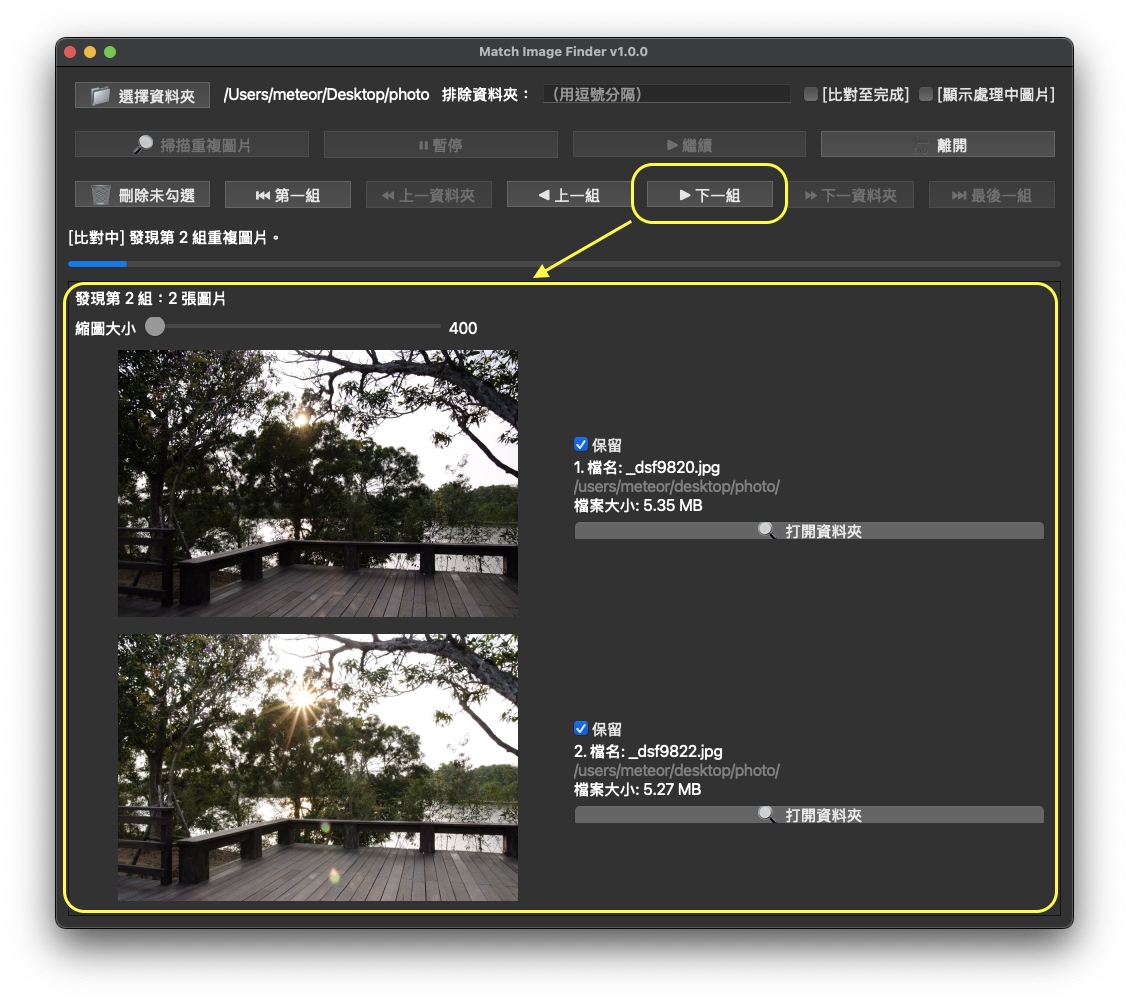 Match Image Finder v1.0.0
選擇資料夾 /Users/meteor/Desktop/photo 排除資料夾： (用逗號分隔) [比對至完成] [顯示處理中圖片]
掃描重複圖片 暫停 繼續 離開
刪除未勾選 第一組 上一資料夾 上一組 下一組 下一資料夾 最後一組
[比對中] 發現第 2 組重複圖片。
發現第 2 組：2 張圖片
縮圖大小 400
保留
1. 檔名: _dsf9820.jpg
/users/meteor/desktop/photo/
檔案大小: 5.35 MB
打開資料夾
保留
2. 檔名: _dsf9822.jpg
/users/meteor/desktop/photo/
檔案大小: 5.27 MB
打開資料夾